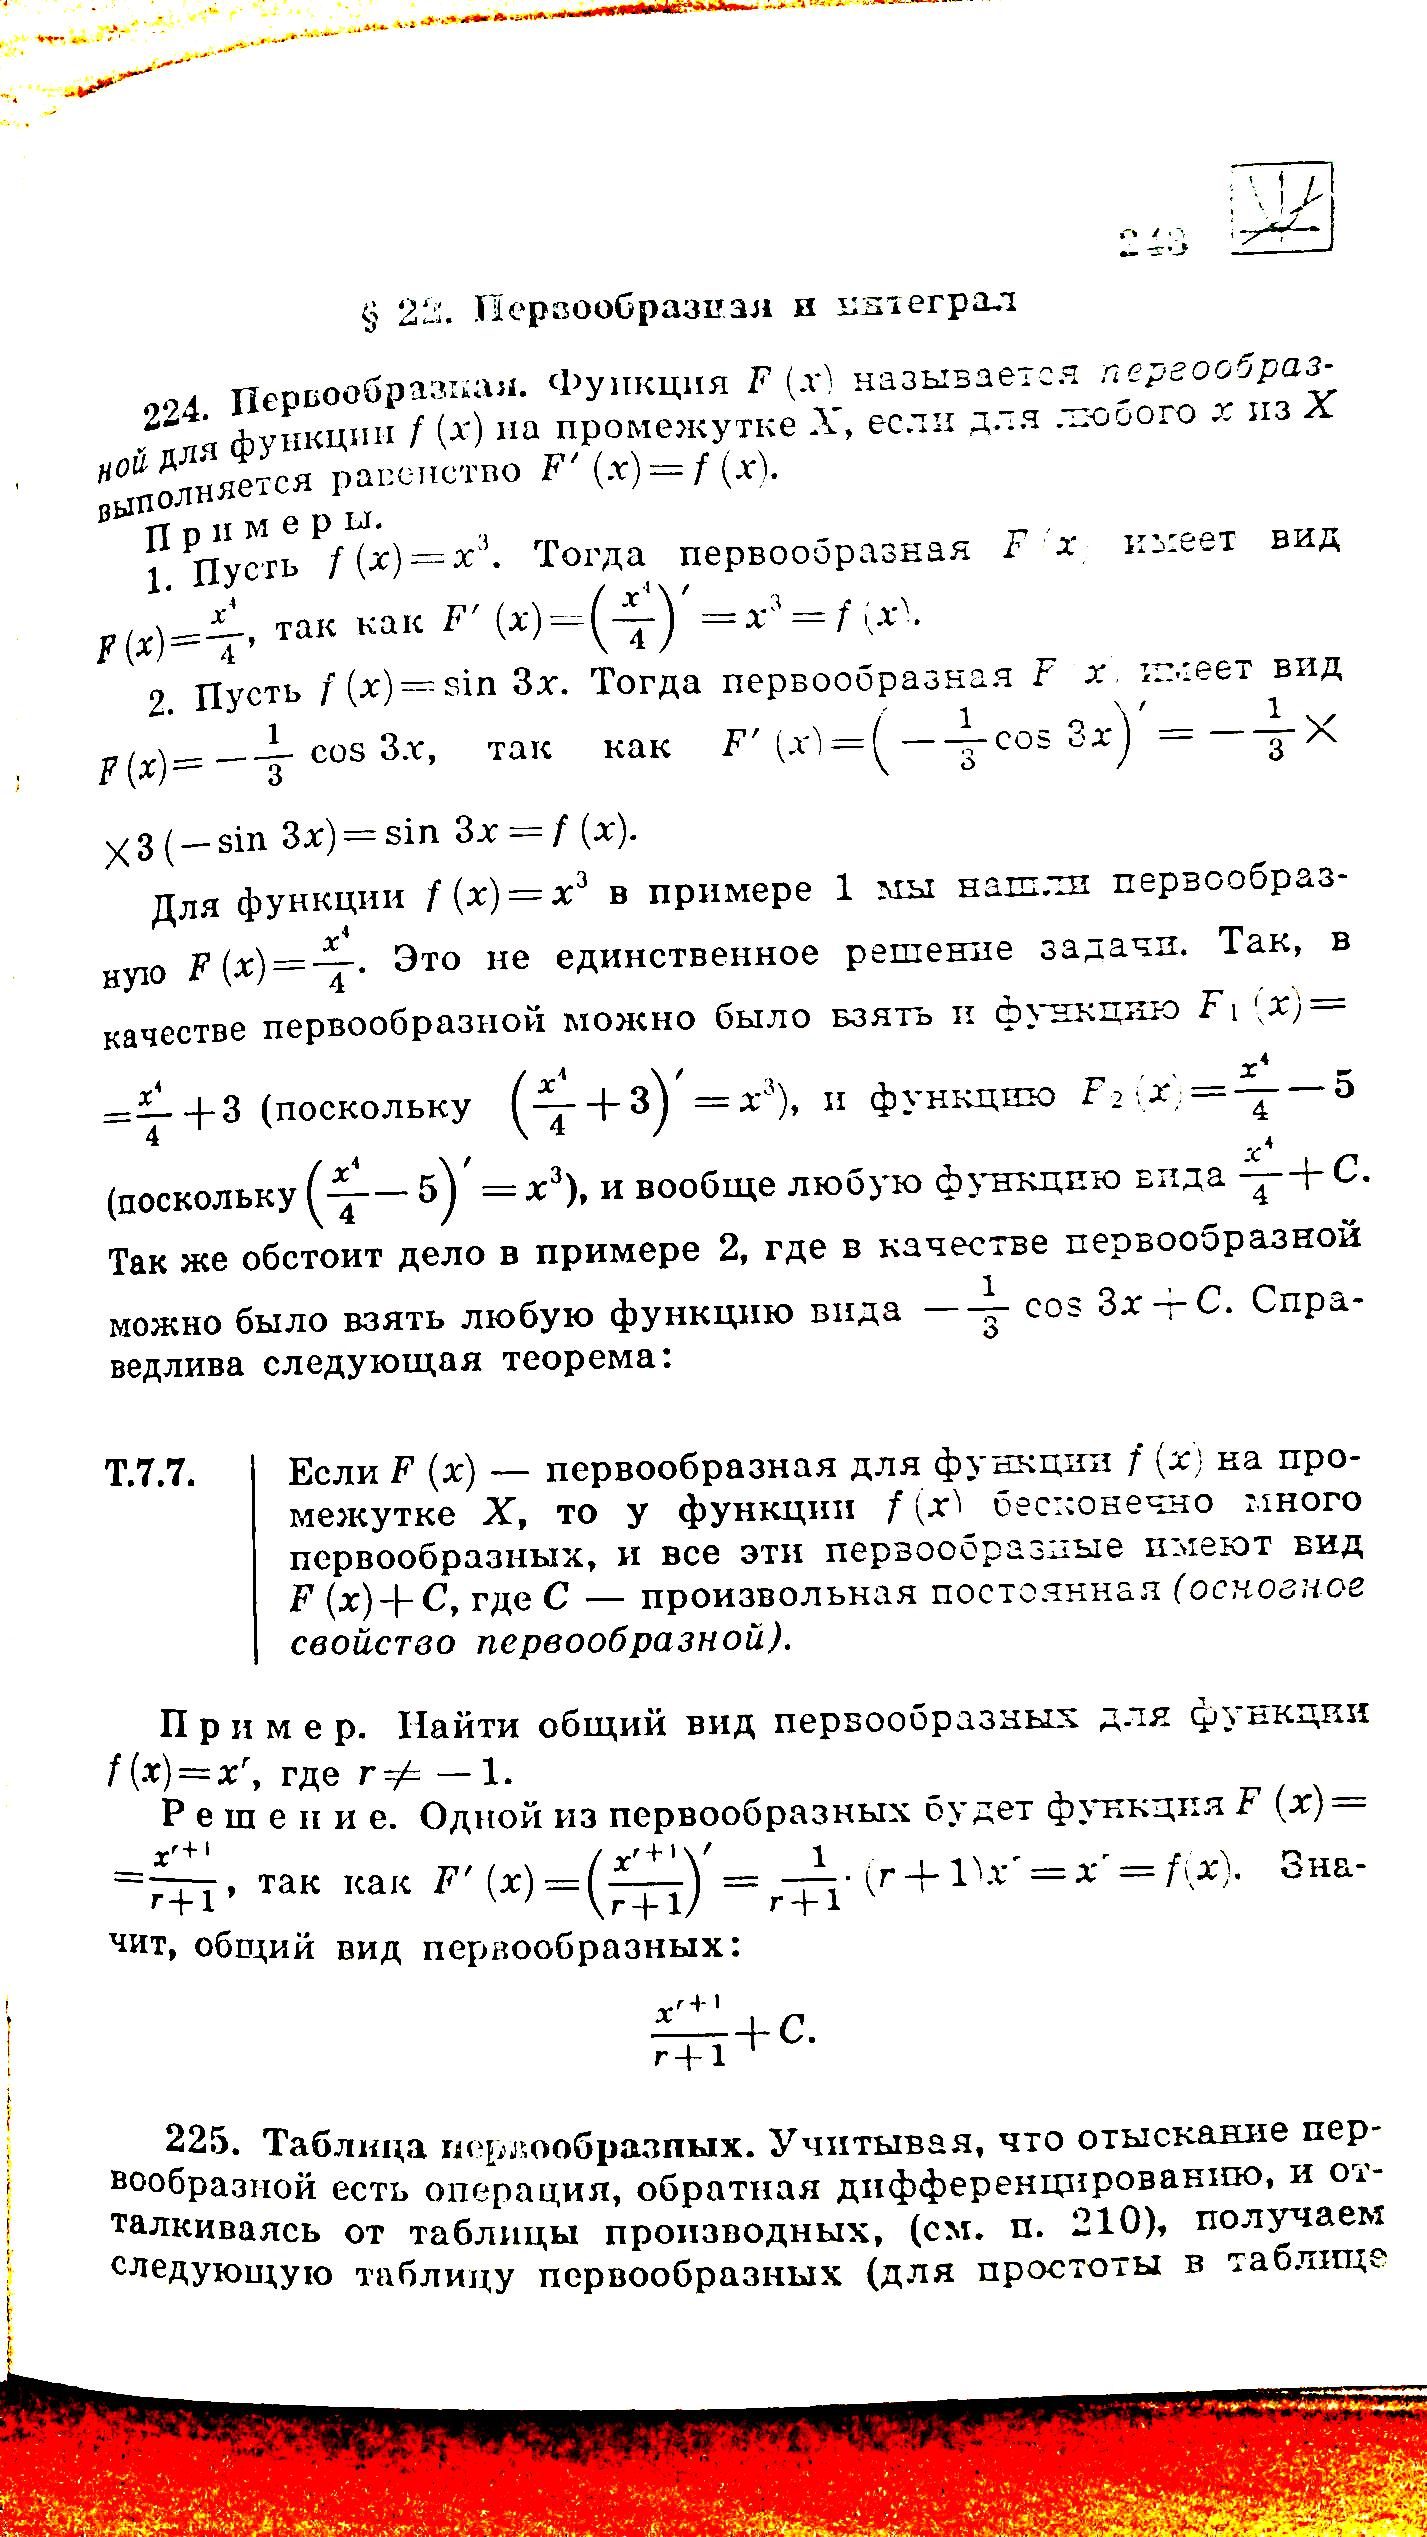 243
§ 22. Первообразная и интеграл
224. Первообразная. Функция F (x) называется первообраз-
ной для функции f (x) на промежутке X, если для любого x из X
выполняется равенство F′ (x) = f (x).
Примеры.
1. Пусть f (x) = x³. Тогда первообразная F (x) имеет вид
F (x) = x⁴/4, так как F′ (x) = (x⁴/4)′ = x³ = f (x).
2. Пусть f (x) = sin 3x. Тогда первообразная F (x) имеет вид
F (x) = — 1/3 cos 3x, так как F′ (x) = (— 1/3 cos 3x)′ = — 1/3 ×
×3 (—sin 3x) = sin 3x = f (x).
Для функции f (x) = x³ в примере 1 мы нашли первообраз-
ную F (x) = x⁴/4. Это не единственное решение задачи. Так, в
качестве первообразной можно было взять и функцию F₁ (x) =
= x⁴/4 + 3 (поскольку (x⁴/4 + 3)′ = x³), и функцию F₂ (x) = x⁴/4 — 5
(поскольку (x⁴/4 — 5)′ = x³), и вообще любую функцию вида x⁴/4 + C.
Так же обстоит дело в примере 2, где в качестве первообразной
можно было взять любую функцию вида — 1/3 cos 3x + C. Спра-
ведлива следующая теорема:
Т.7.7. Если F (x) — первообразная для функции f (x) на про-
межутке X, то у функции f (x) бесконечно много
первообразных, и все эти первообразные имеют вид
F (x) + C, где C — произвольная постоянная (основное
свойство первообразной).
Пример. Найти общий вид первообразных для функции
f (x) = xʳ, где r ≠ — 1.
Решение. Одной из первообразных будет функция F (x) =
= xʳ⁺¹/(r+1), так как F′ (x) = (xʳ⁺¹/(r+1))′ = 1/(r+1) · (r + 1) xʳ = xʳ = f (x). Зна-
чит, общий вид первообразных:
xʳ⁺¹/(r+1) + C.
225. Таблица первообразных. Учитывая, что отыскание пер-
вообразной есть операция, обратная дифференцированию, и от-
талкиваясь от таблицы производных, (см. п. 210), получаем
следующую таблицу первообразных (для простоты в таблице